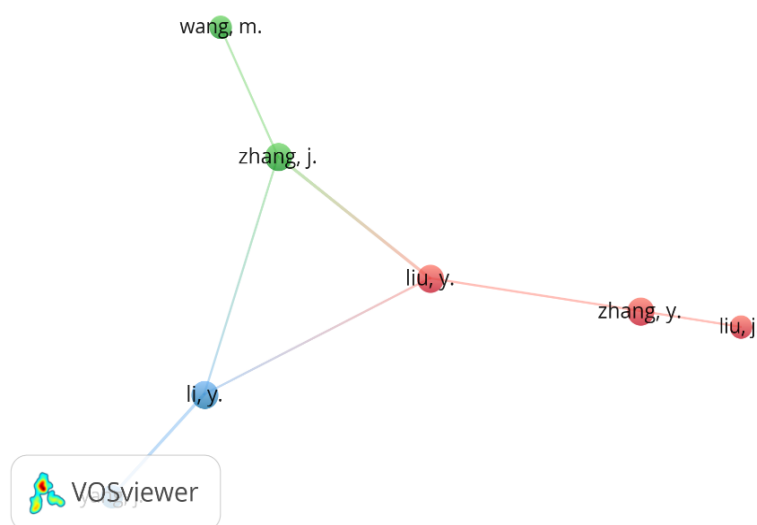 wang, m.
zhang, j.
liu, y.
zhang, y.
liu, j
li, y.
VOSviewer